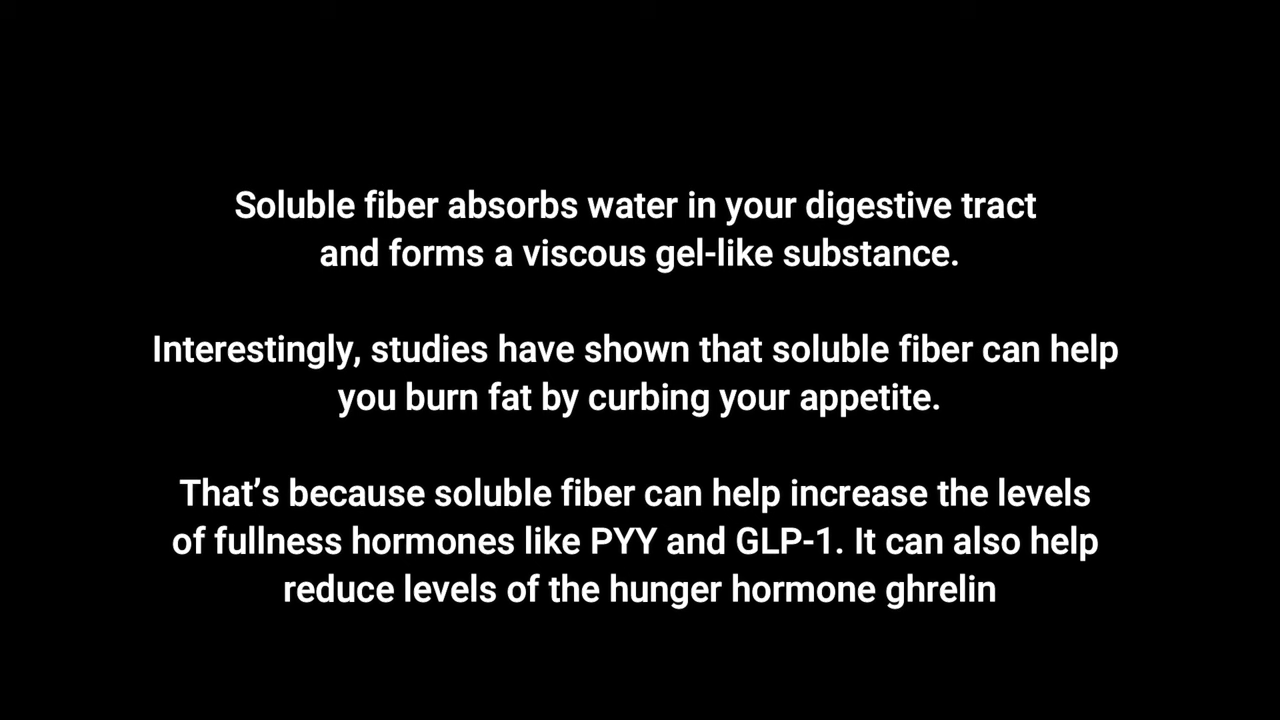 Soluble fiber absorbs water in your digestive tract
and forms a viscous gel-like substance.
Interestingly, studies have shown that soluble fiber can help
you burn fat by curbing your appetite.
That’s because soluble fiber can help increase the levels
of fullness hormones like PYY and GLP-1. It can also help
reduce levels of the hunger hormone ghrelin